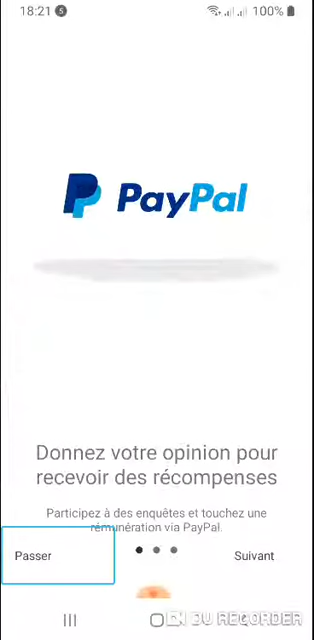 18:21 S 100%
PayPal
Donnez votre opinion pour
recevoir des récompenses
Participez à des enquêtes et touchez une
rémunération via PayPal.
Passer
Suivant
DU RECORDER